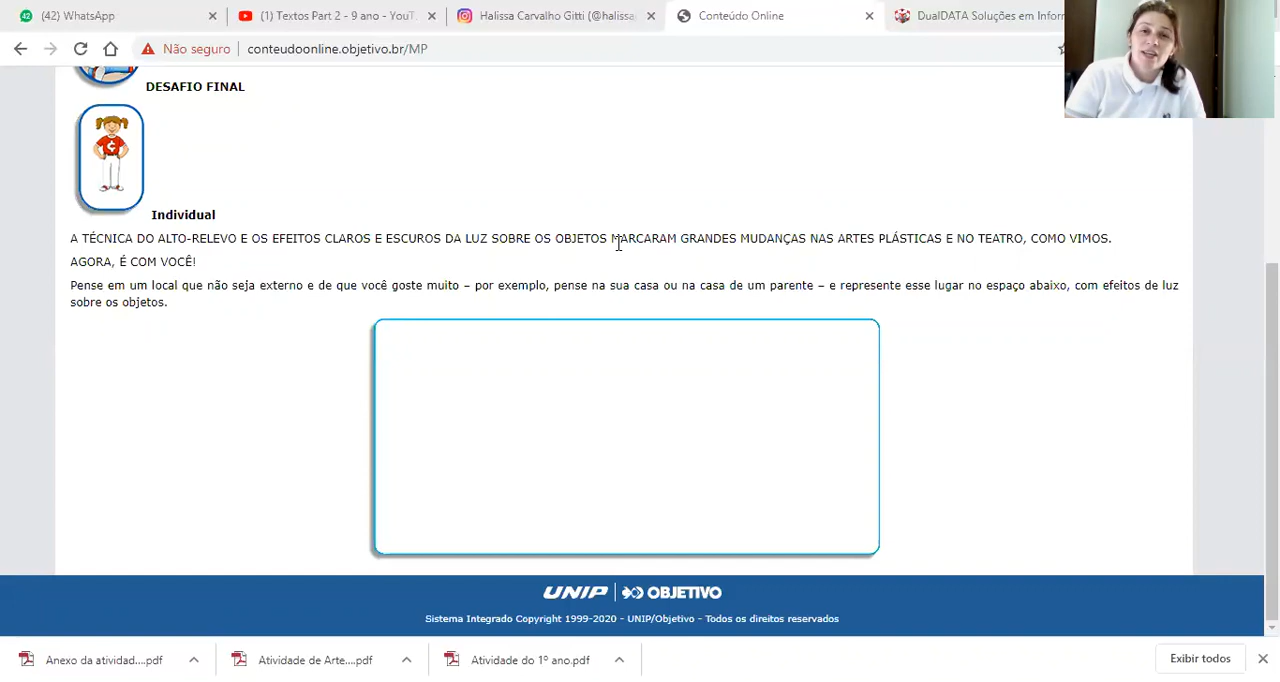 (42) WhatsApp
(1) Textos Part 2 - 9 ano - YouT
Halissa Carvalho Gitti (@halissa
Conteúdo Online
DualDATA Soluções em Inforn
Não seguro
conteudoonline.objetivo.br/MP
DESAFIO FINAL
Individual
A TÉCNICA DO ALTO-RELEVO E OS EFEITOS CLAROS E ESCUROS DA LUZ SOBRE OS OBJETOS MARCARAM GRANDES MUDANÇAS NAS ARTES PLÁSTICAS E NO TEATRO, COMO VIMOS.
AGORA, É COM VOCÊ!
Pense em um local que não seja externo e de que você goste muito – por exemplo, pense na sua casa ou na casa de um parente – e represente esse lugar no espaço abaixo, com efeitos de luz
sobre os objetos.
UNIP OBJETIVO
Sistema Integrado Copyright 1999-2020 - UNIP/Objetivo - Todos os direitos reservados
Anexo da atividad....pdf
Atividade de Arte....pdf
Atividade do 1º ano.pdf
Exibir todos